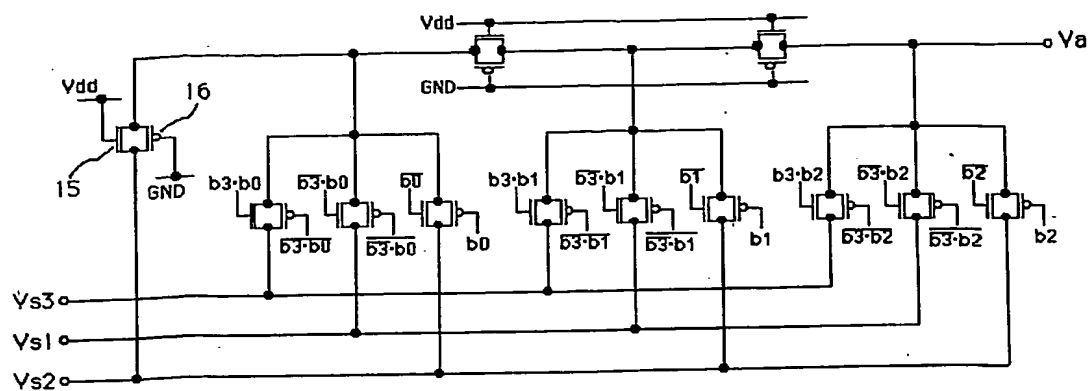 Vdd
Va
Vdd
16
GND
15
GND
b3·b0
b̅3̅·b0
b̅0̅
b3·b1
b̅3̅·b1
b̅1̅
b3·b2
b̅3̅·b2
b̅2̅
b̅3̅·̅b̅0̅
b̅3̅·̅b̅0̅
b0
b̅3̅·̅b̅1̅
b̅3̅·̅b̅1̅
b1
b̅3̅·̅b̅2̅
b̅3̅·̅b̅2̅
b2
Vs3
Vs1
Vs2